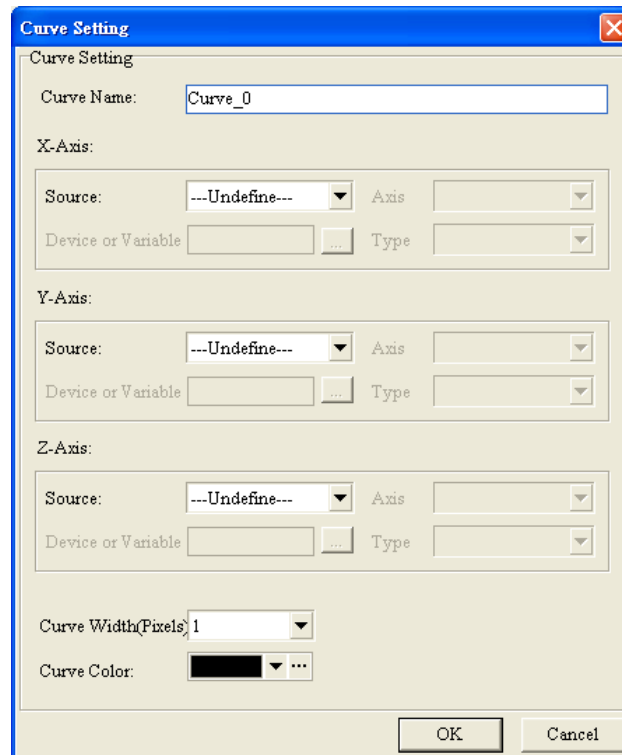 Curve Setting
Curve Setting
Curve Name: Curve_0
X-Axis:
Source: ---Undefine--- Axis
Device or Variable ... Type
Y-Axis:
Source: ---Undefine--- Axis
Device or Variable ... Type
Z-Axis:
Source: ---Undefine--- Axis
Device or Variable ... Type
Curve Width(Pixels) 1
Curve Color: ...
OK Cancel